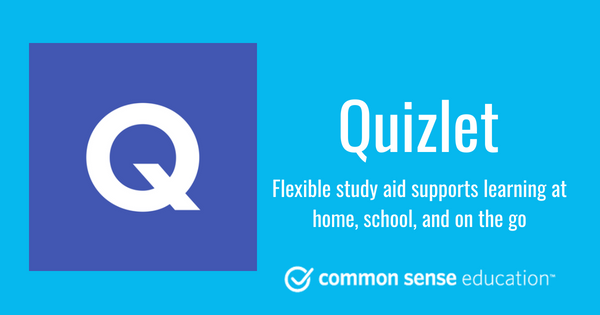 Q
Quizlet
Flexible study aid supports learning at
home, school, and on the go
common sense education™